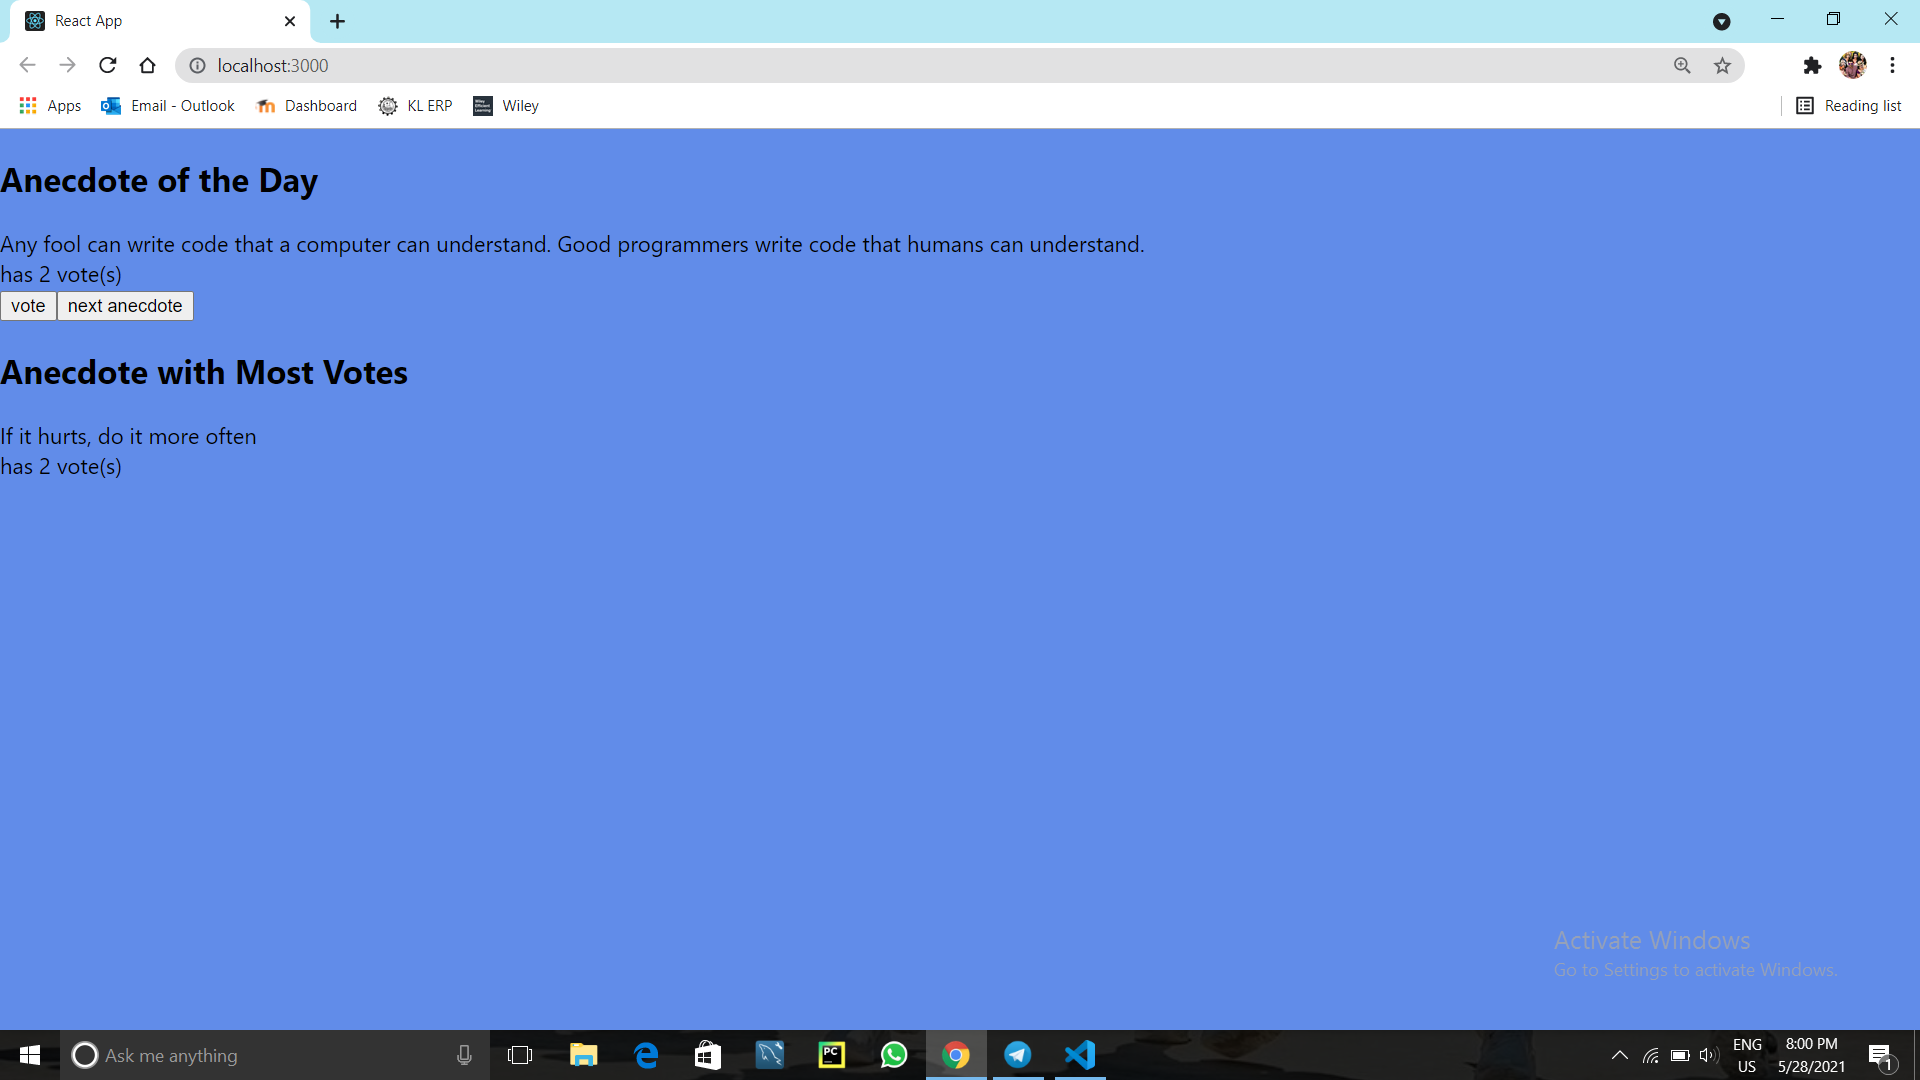 React App
localhost:3000
Apps
Email - Outlook
Dashboard
KL ERP
Wiley
Reading list
Anecdote of the Day
Any fool can write code that a computer can understand. Good programmers write code that humans can understand.
has 2 vote(s)
vote
next anecdote
Anecdote with Most Votes
If it hurts, do it more often
has 2 vote(s)
Activate Windows
Go to Settings to activate Windows.
Ask me anything
PC
ENG
US
8:00 PM
5/28/2021
1